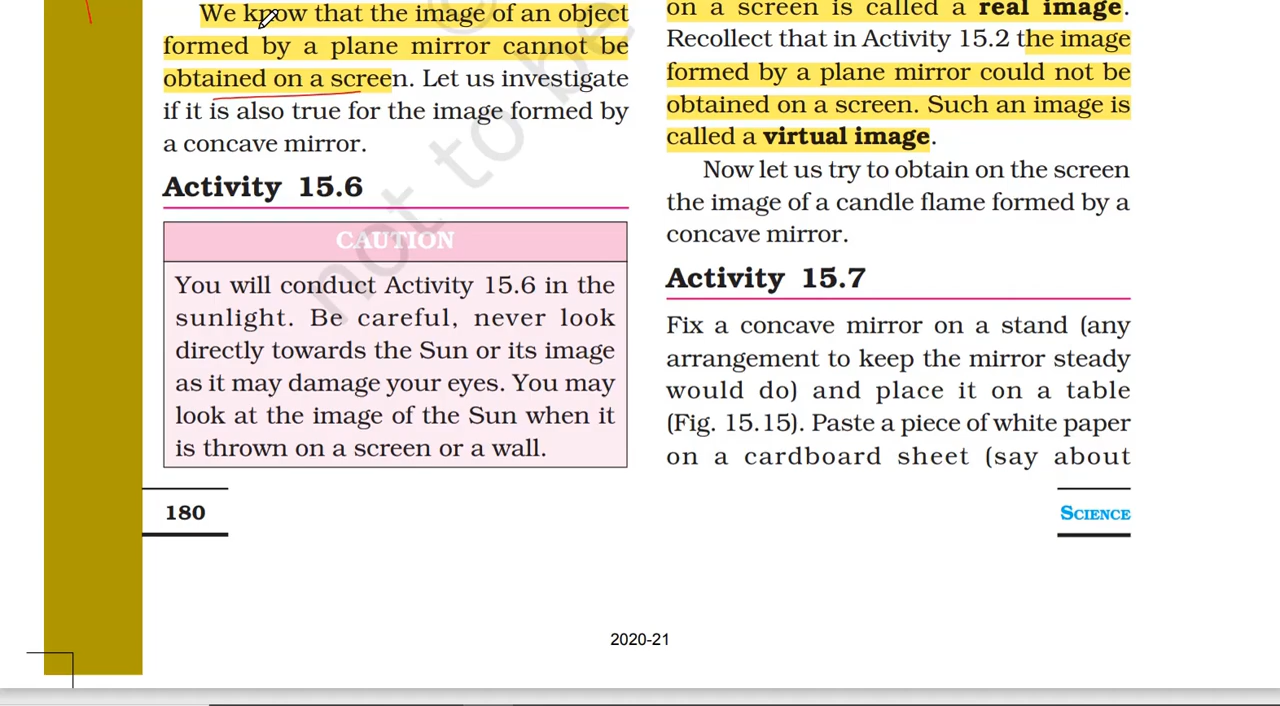 We know that the image of an object
formed by a plane mirror cannot be
obtained on a screen. Let us investigate
if it is also true for the image formed by
a concave mirror.
Activity 15.6
CAUTION
You will conduct Activity 15.6 in the
sunlight. Be careful, never look
directly towards the Sun or its image
as it may damage your eyes. You may
look at the image of the Sun when it
is thrown on a screen or a wall.
180
on a screen is called a real image.
Recollect that in Activity 15.2 the image
formed by a plane mirror could not be
obtained on a screen. Such an image is
called a virtual image.
Now let us try to obtain on the screen
the image of a candle flame formed by a
concave mirror.
Activity 15.7
Fix a concave mirror on a stand (any
arrangement to keep the mirror steady
would do) and place it on a table
(Fig. 15.15). Paste a piece of white paper
on a cardboard sheet (say about
SCIENCE
2020-21
not to be